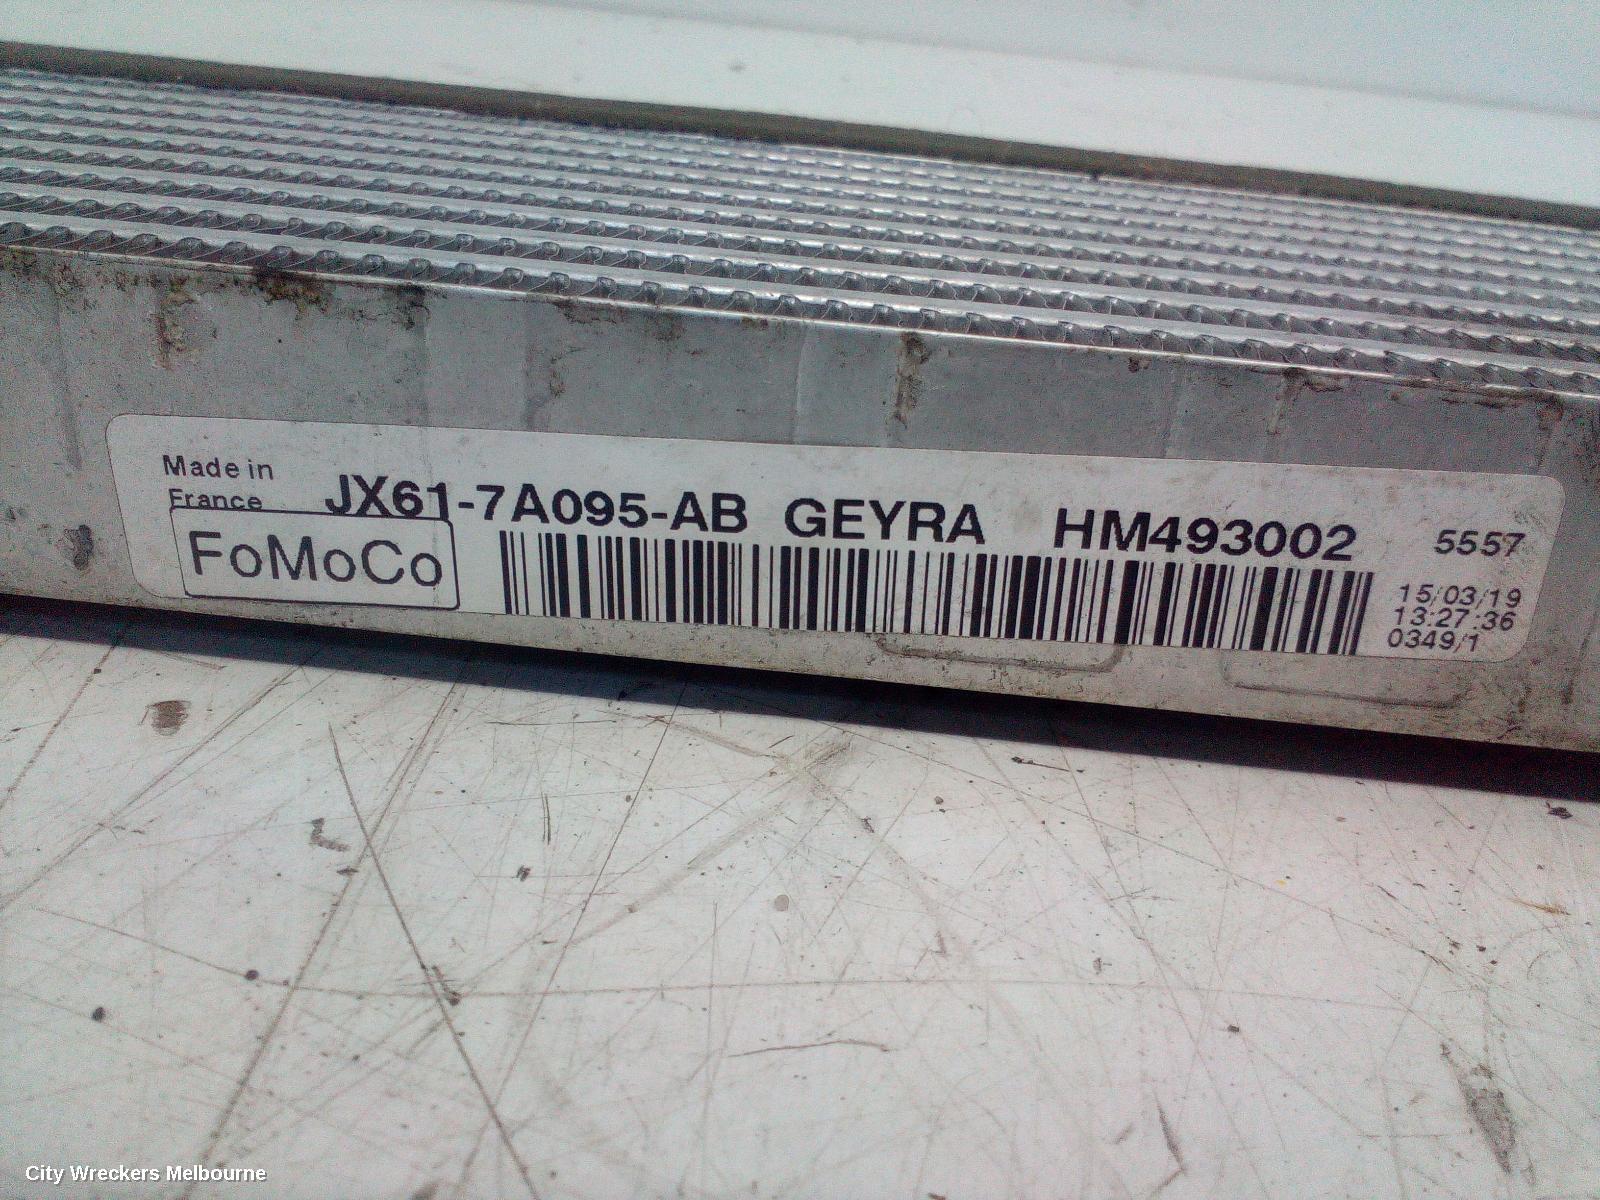 Made in
France
JX61-7A095-AB GEYRA HM493002 5557
FoMoCo
15/03/19
13:27:36
0349/1
City Wreckers Melbourne